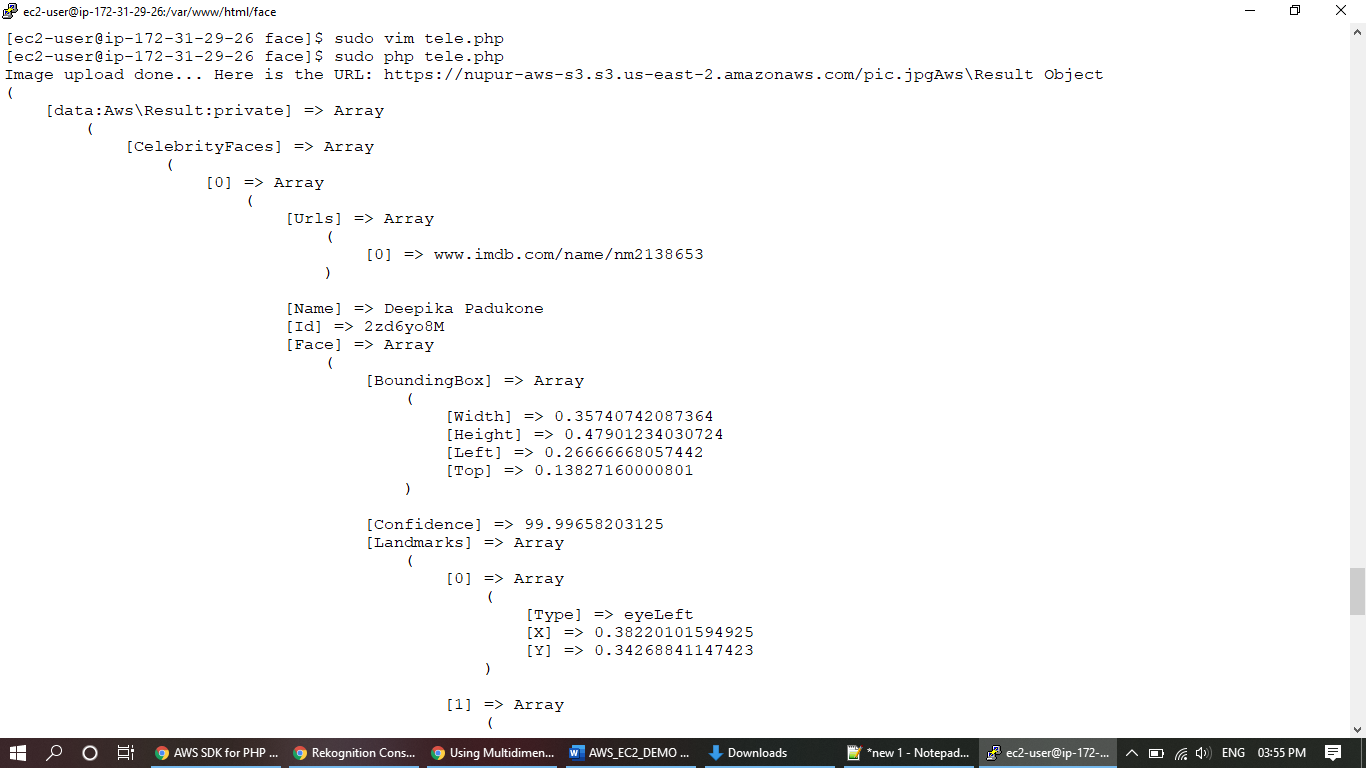 ec2-user@ip-172-31-29-26:/var/www/html/face
[ec2-user@ip-172-31-29-26 face]$ sudo vim tele.php
[ec2-user@ip-172-31-29-26 face]$ sudo php tele.php
Image upload done... Here is the URL: https://nupur-aws-s3.s3.us-east-2.amazonaws.com/pic.jpgAws\Result Object
(
    [data:Aws\Result:private] => Array
        (
            [CelebrityFaces] => Array
                (
                    [0] => Array
                        (
                            [Urls] => Array
                                (
                                    [0] => www.imdb.com/name/nm2138653
                                )

                            [Name] => Deepika Padukone
                            [Id] => 2zd6yo8M
                            [Face] => Array
                                (
                                    [BoundingBox] => Array
                                        (
                                            [Width] => 0.35740742087364
                                            [Height] => 0.47901234030724
                                            [Left] => 0.26666668057442
                                            [Top] => 0.13827160000801
                                        )

                                    [Confidence] => 99.99658203125
                                    [Landmarks] => Array
                                        (
                                            [0] => Array
                                                (
                                                    [Type] => eyeLeft
                                                    [X] => 0.38220101594925
                                                    [Y] => 0.34268841147423
                                                )

                                            [1] => Array
                                                (
AWS SDK for PHP ... Rekognition Cons... Using Multidimen... AWS_EC2_DEMO ... Downloads *new 1 - Notepad... ec2-user@ip-172-... ENG 03:55 PM